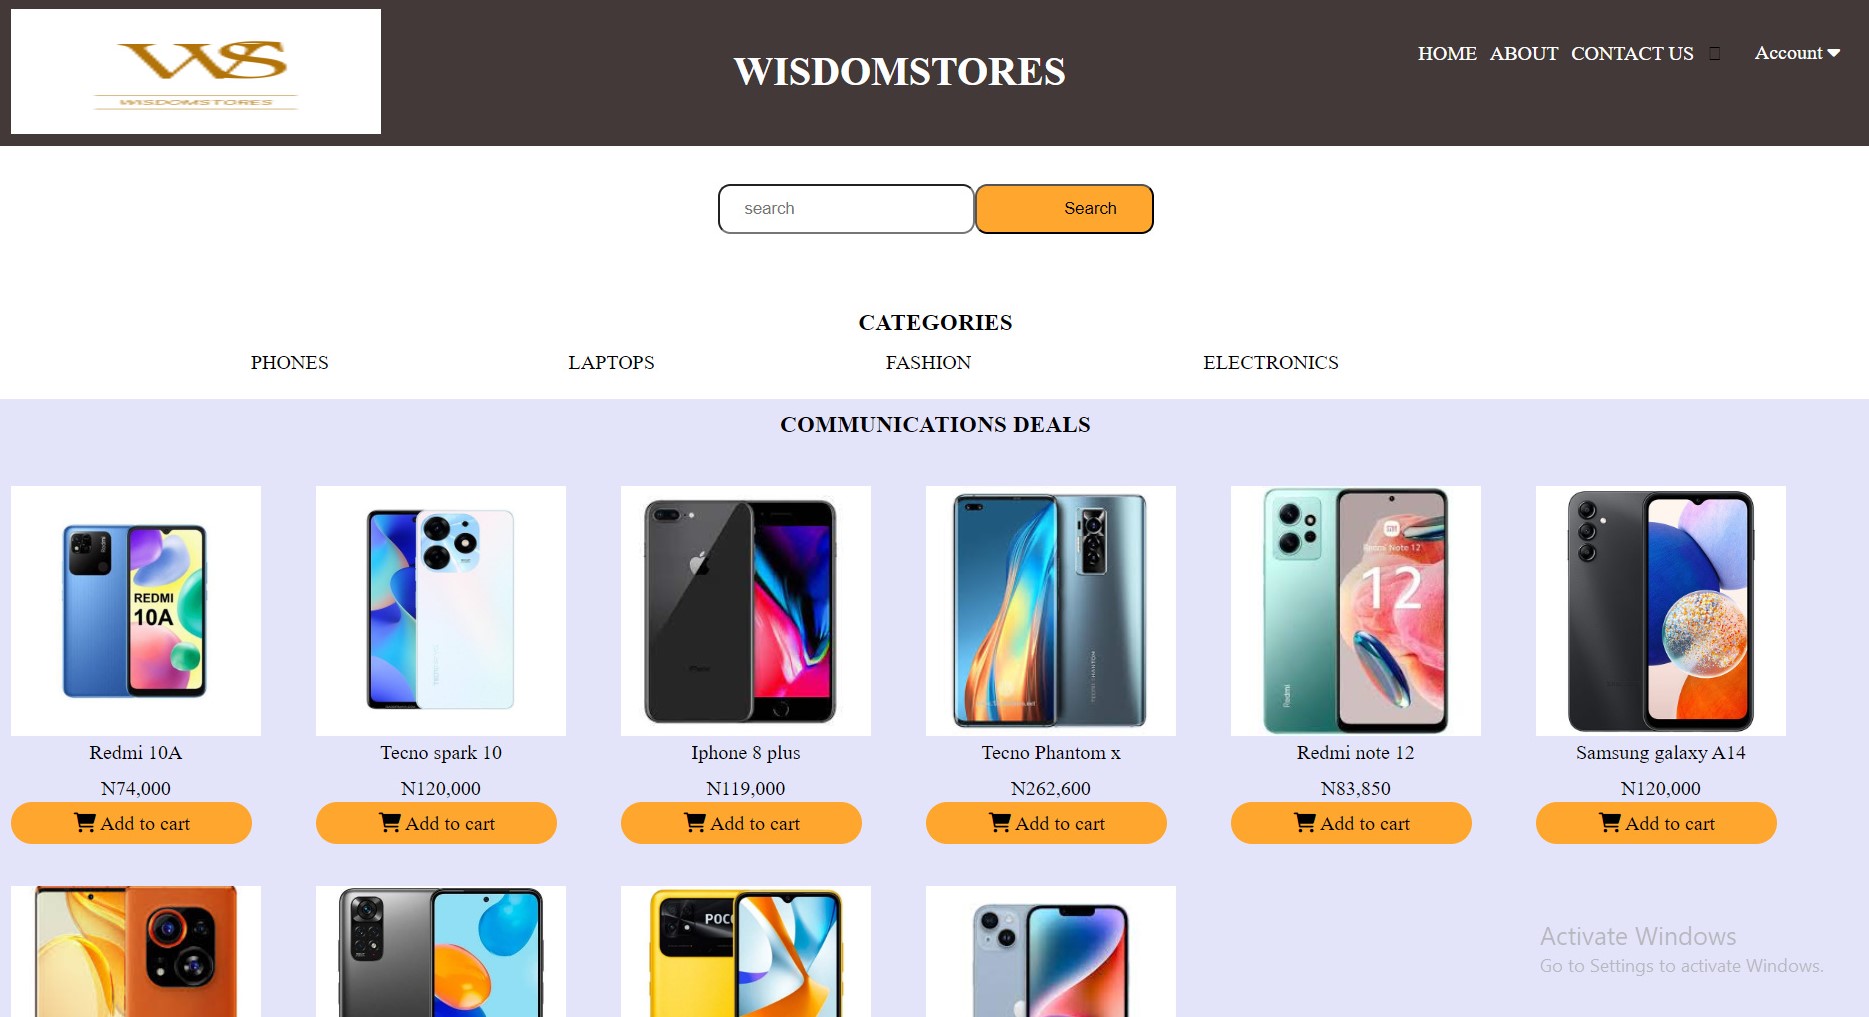 WS
WISDOMSTORES
WISDOMSTORES
HOME ABOUT CONTACT US Account
search Search
CATEGORIES
PHONES LAPTOPS FASHION ELECTRONICS
COMMUNICATIONS DEALS
REDMI
10A
Redmi Note 12
12
Redmi
iPhone
Redmi 10A Tecno spark 10 Iphone 8 plus Tecno Phantom x Redmi note 12 Samsung galaxy A14
N74,000 N120,000 N119,000 N262,600 N83,850 N120,000
Add to cart Add to cart Add to cart Add to cart Add to cart Add to cart
POCO
Activate Windows
Go to Settings to activate Windows.